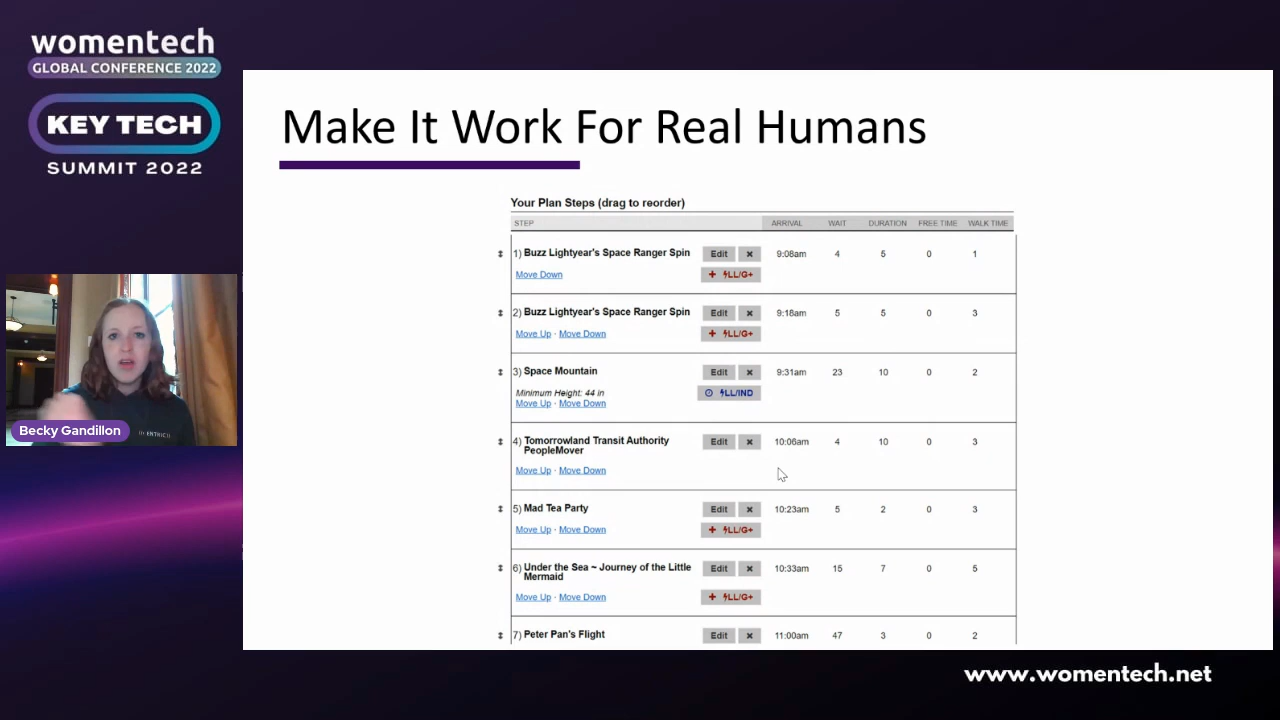 womentech
GLOBAL CONFERENCE 2022
KEY TECH
SUMMIT 2022
Make It Work For Real Humans
Your Plan Steps (drag to reorder)
STEP ARRIVAL WAIT DURATION FREE TIME WALK TIME
1) Buzz Lightyear's Space Ranger Spin Edit × 9:08am 4 5 0 1
Move Down + LL/G+
2) Buzz Lightyear's Space Ranger Spin Edit × 9:18am 5 5 0 3
Move Up · Move Down + LL/G+
3) Space Mountain Edit × 9:31am 23 10 0 2
Minimum Height: 44 in LL/IND
Move Up · Move Down
4) Tomorrowland Transit Authority Edit × 10:06am 4 10 0 3
PeopleMover
Move Up · Move Down
5) Mad Tea Party Edit × 10:23am 5 2 0 3
Move Up · Move Down + LL/G+
6) Under the Sea ~ Journey of the Little Edit × 10:33am 15 7 0 5
Mermaid
Move Up · Move Down + LL/G+
7) Peter Pan's Flight Edit × 11:00am 47 3 0 2
Becky Gandillon
www.womentech.net